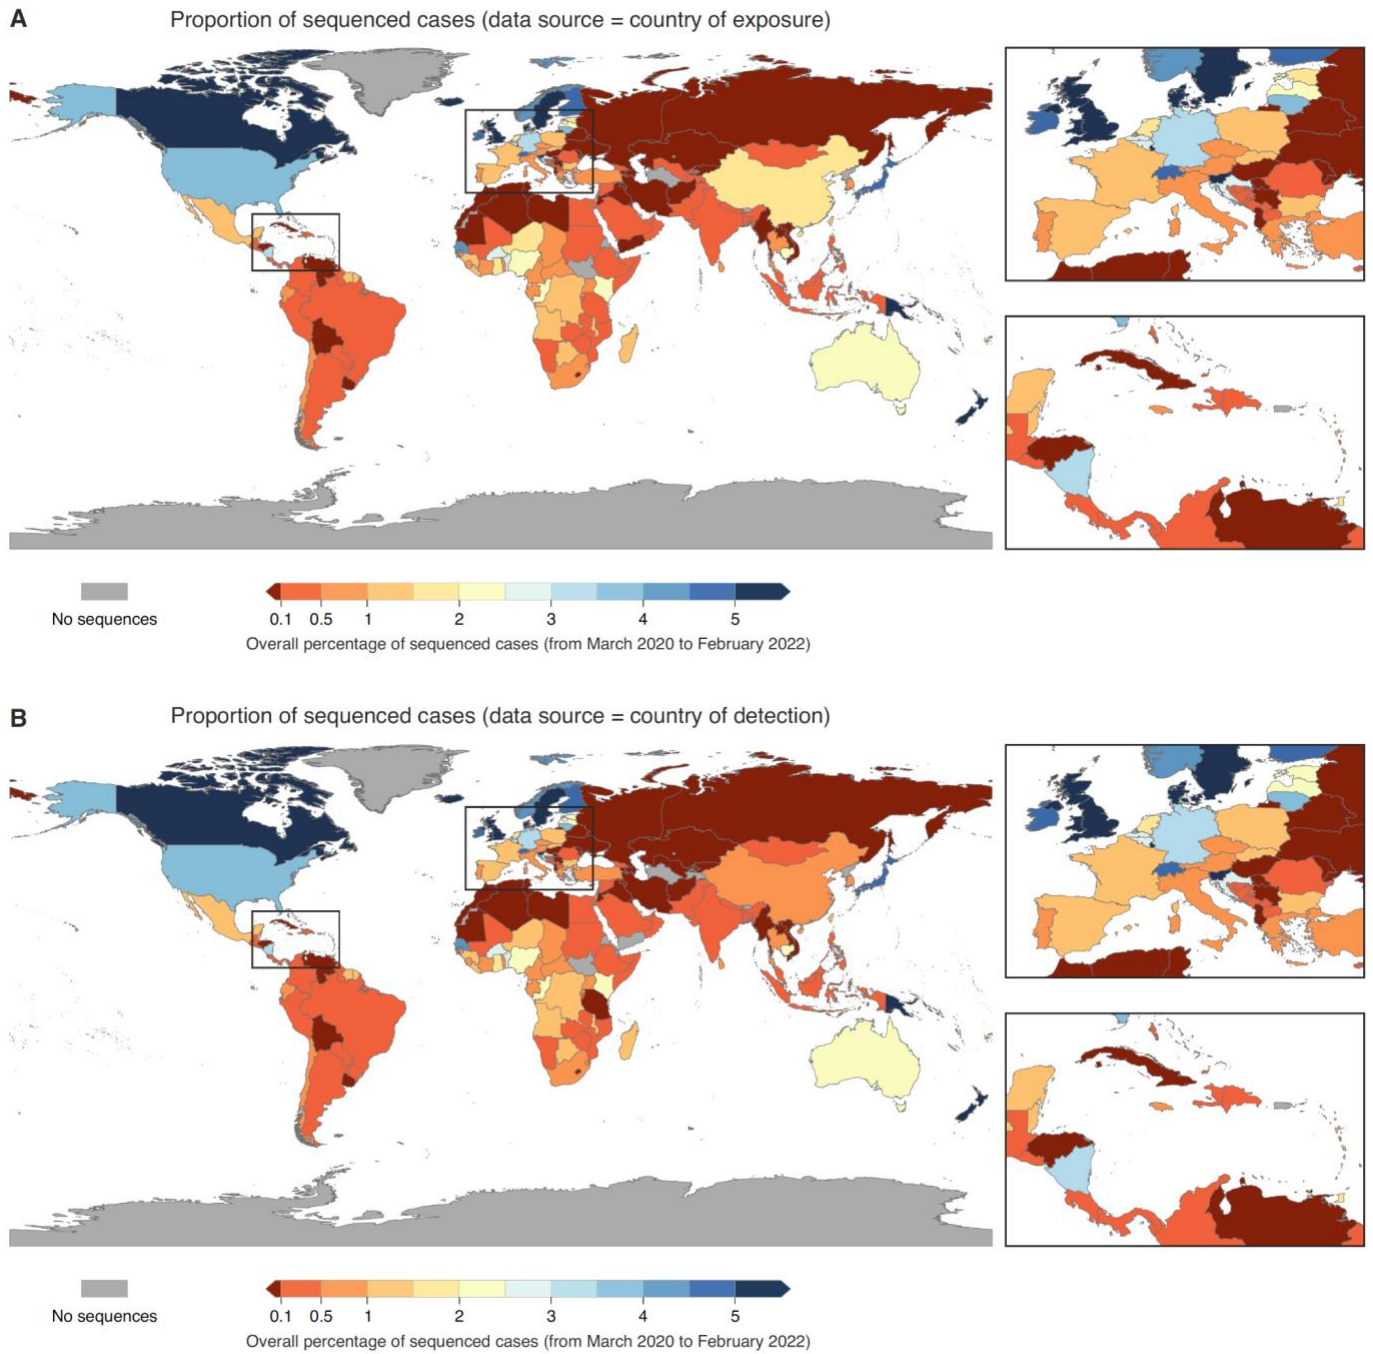 A
Proportion of sequenced cases (data source = country of exposure)
No sequences
0.1 0.5 1 2 3 4 5
Overall percentage of sequenced cases (from March 2020 to February 2022)
B
Proportion of sequenced cases (data source = country of detection)
No sequences
0.1 0.5 1 2 3 4 5
Overall percentage of sequenced cases (from March 2020 to February 2022)